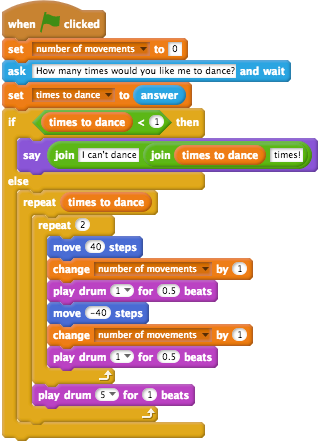 when clicked
set number of movements to 0
ask How many times would you like me to dance? and wait
set times to dance to answer
if times to dance < 1 then
say join I can't dance join times to dance times!
else
repeat times to dance
repeat 2
move 40 steps
change number of movements by 1
play drum 1 for 0.5 beats
move -40 steps
change number of movements by 1
play drum 1 for 0.5 beats
play drum 5 for 1 beats